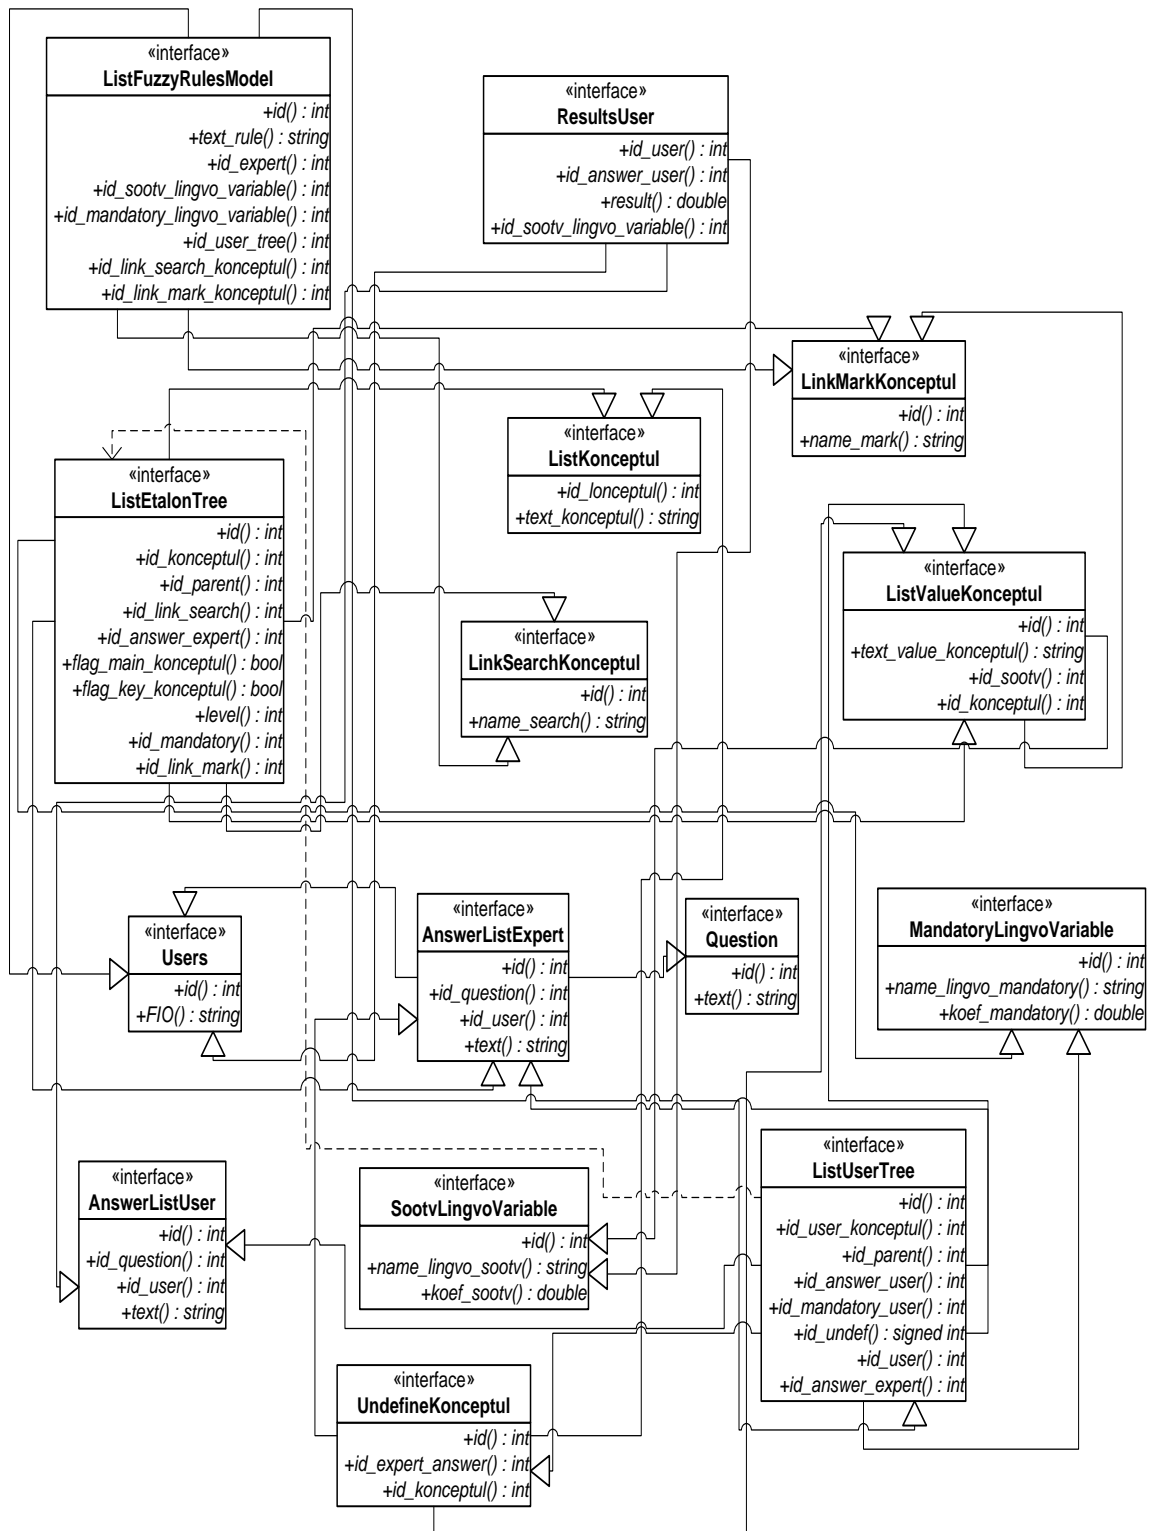 «interface»
ListFuzzyRulesModel
+id() : int
+text_rule() : string
+id_expert() : int
+id_sootv_lingvo_variable() : int
+id_mandatory_lingvo_variable() : int
+id_user_tree() : int
+id_link_search_konceptul() : int
+id_link_mark_konceptul() : int
«interface»
ResultsUser
+id_user() : int
+id_answer_user() : int
+result() : double
+id_sootv_lingvo_variable() : int
«interface»
LinkMarkKonceptul
+id() : int
+name_mark() : string
«interface»
ListKonceptul
+id_lonceptul() : int
+text_konceptul() : string
«interface»
ListEtalonTree
+id() : int
+id_konceptul() : int
+id_parent() : int
+id_link_search() : int
+id_answer_expert() : int
+flag_main_konceptul() : bool
+flag_key_konceptul() : bool
+level() : int
+id_mandatory() : int
+id_link_mark() : int
«interface»
ListValueKonceptul
+id() : int
+text_value_konceptul() : string
+id_sootv() : int
+id_konceptul() : int
«interface»
LinkSearchKonceptul
+id() : int
+name_search() : string
«interface»
Users
+id() : int
+FIO() : string
«interface»
AnswerListExpert
+id() : int
+id_question() : int
+id_user() : int
+text() : string
«interface»
Question
+id() : int
+text() : string
«interface»
MandatoryLingvoVariable
+id() : int
+name_lingvo_mandatory() : string
+koef_mandatory() : double
«interface»
AnswerListUser
+id() : int
+id_question() : int
+id_user() : int
+text() : string
«interface»
SootvLingvoVariable
+id() : int
+name_lingvo_sootv() : string
+koef_sootv() : double
«interface»
ListUserTree
+id() : int
+id_user_konceptul() : int
+id_parent() : int
+id_answer_user() : int
+id_mandatory_user() : int
+id_undef() : signed int
+id_user() : int
+id_answer_expert() : int
«interface»
UndefineKonceptul
+id() : int
+id_expert_answer() : int
+id_konceptul() : int